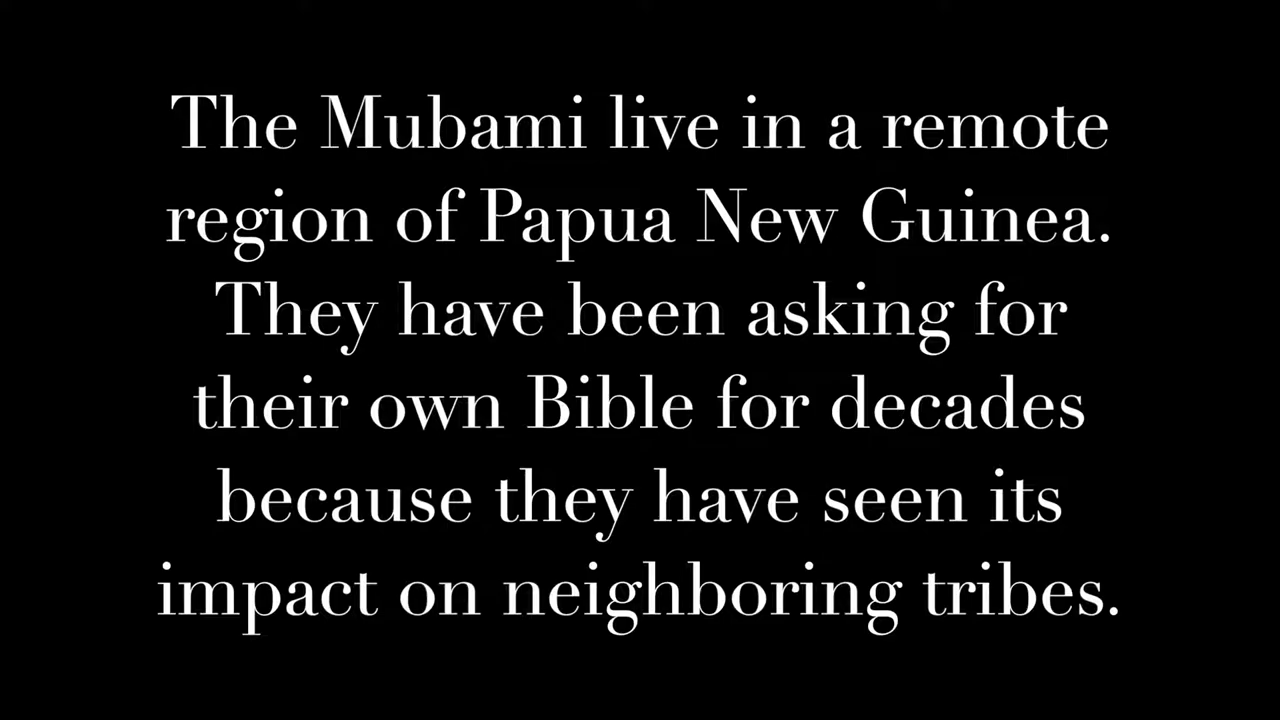 The Mubami live in a remote
region of Papua New Guinea.
They have been asking for
their own Bible for decades
because they have seen its
impact on neighboring tribes.